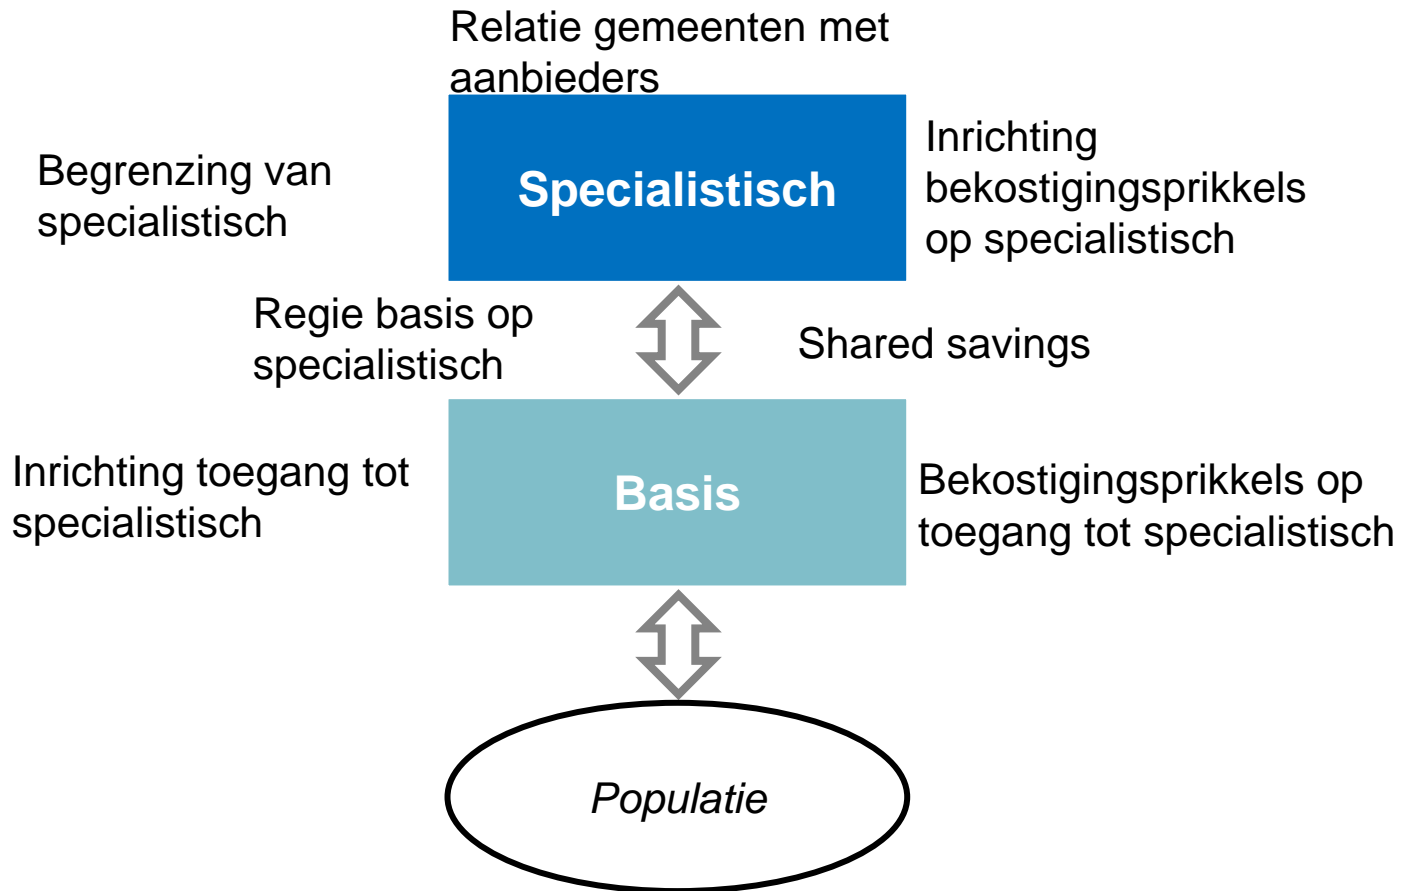 Relatie gemeenten met
aanbieders
Begrenzing van
specialistisch
Specialistisch
Inrichting
bekostigingsprikkels
op specialistisch
Regie basis op
specialistisch
Shared savings
Inrichting toegang tot
specialistisch
Basis
Bekostigingsprikkels op
toegang tot specialistisch
Populatie